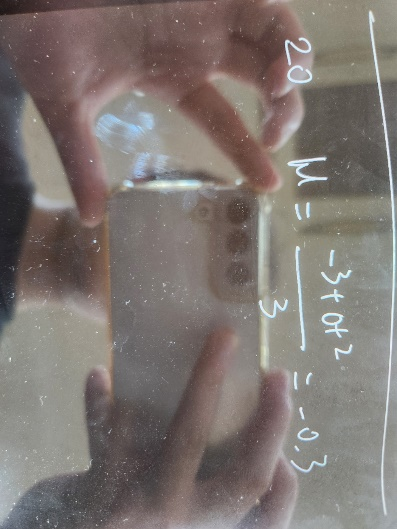 20 μ = (-3+0+2)/3 = -0.3